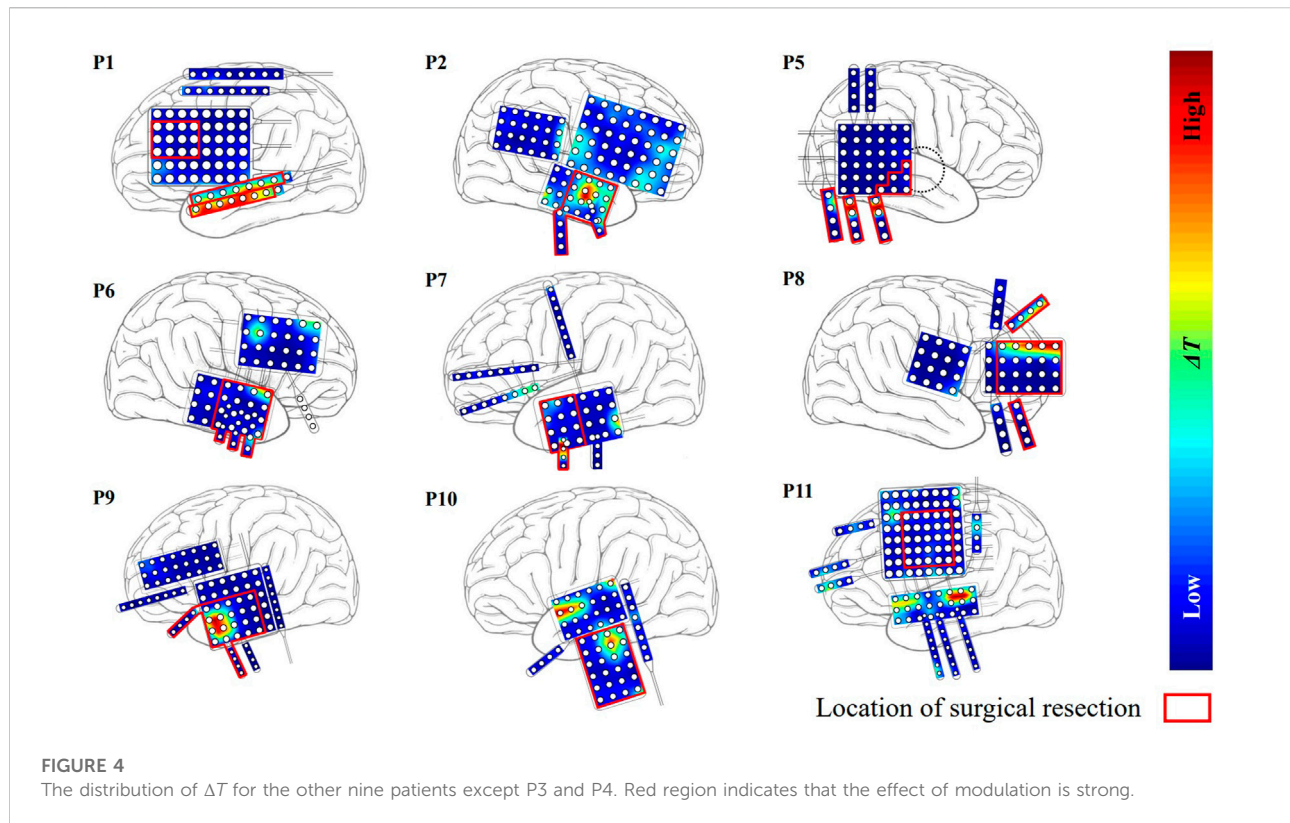 P1
P2
P5
P6
P7
P8
P9
P10
P11
High
ΔT
Low
Location of surgical resection
FIGURE 4
The distribution of ΔT for the other nine patients except P3 and P4. Red region indicates that the effect of modulation is strong.